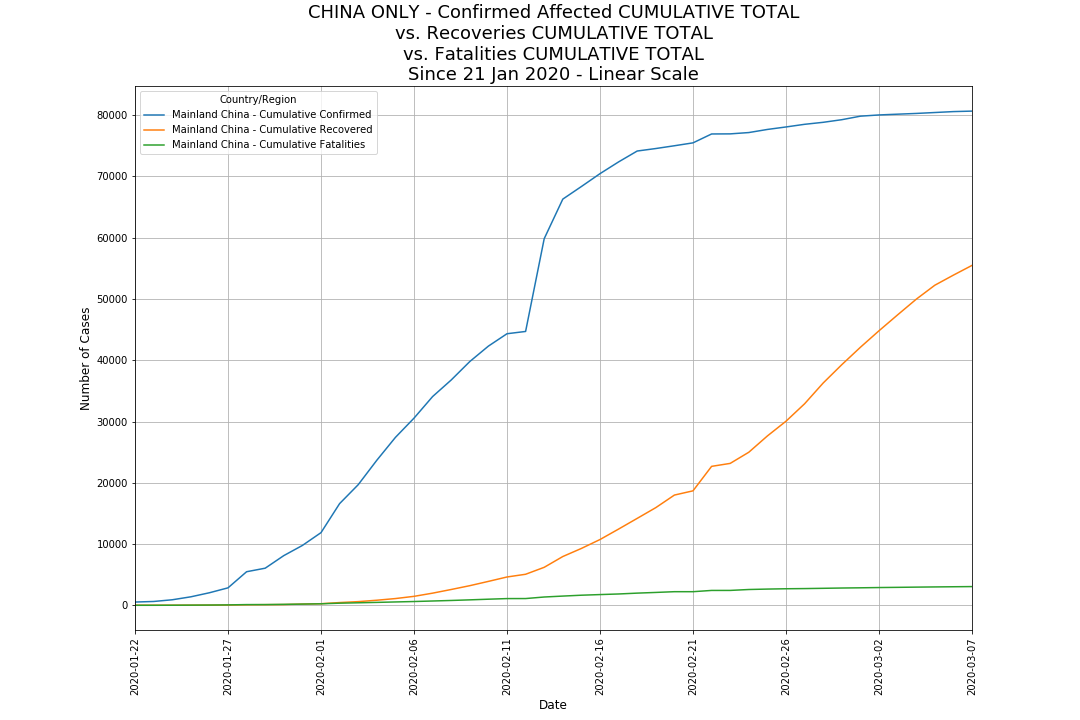 CHINA ONLY - Confirmed Affected CUMULATIVE TOTAL
vs. Recoveries CUMULATIVE TOTAL
vs. Fatalities CUMULATIVE TOTAL
Since 21 Jan 2020 - Linear Scale
Country/Region
Mainland China - Cumulative Confirmed
Mainland China - Cumulative Recovered
Mainland China - Cumulative Fatalities
Number of Cases
80000
70000
60000
50000
40000
30000
20000
10000
0
2020-01-22
2020-01-27
2020-02-01
2020-02-06
2020-02-11
2020-02-16
2020-02-21
2020-02-26
2020-03-02
2020-03-07
Date